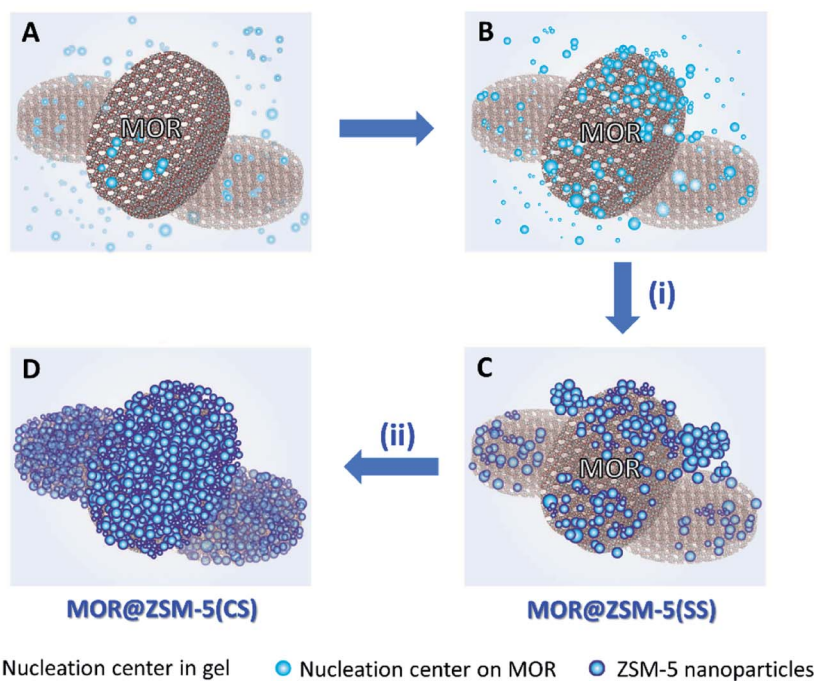 A
MOR
B
MOR
(i)
D
(ii)
C
MOR
MOR@ZSM-5(CS)
MOR@ZSM-5(SS)
Nucleation center in gel
Nucleation center on MOR
ZSM-5 nanoparticles